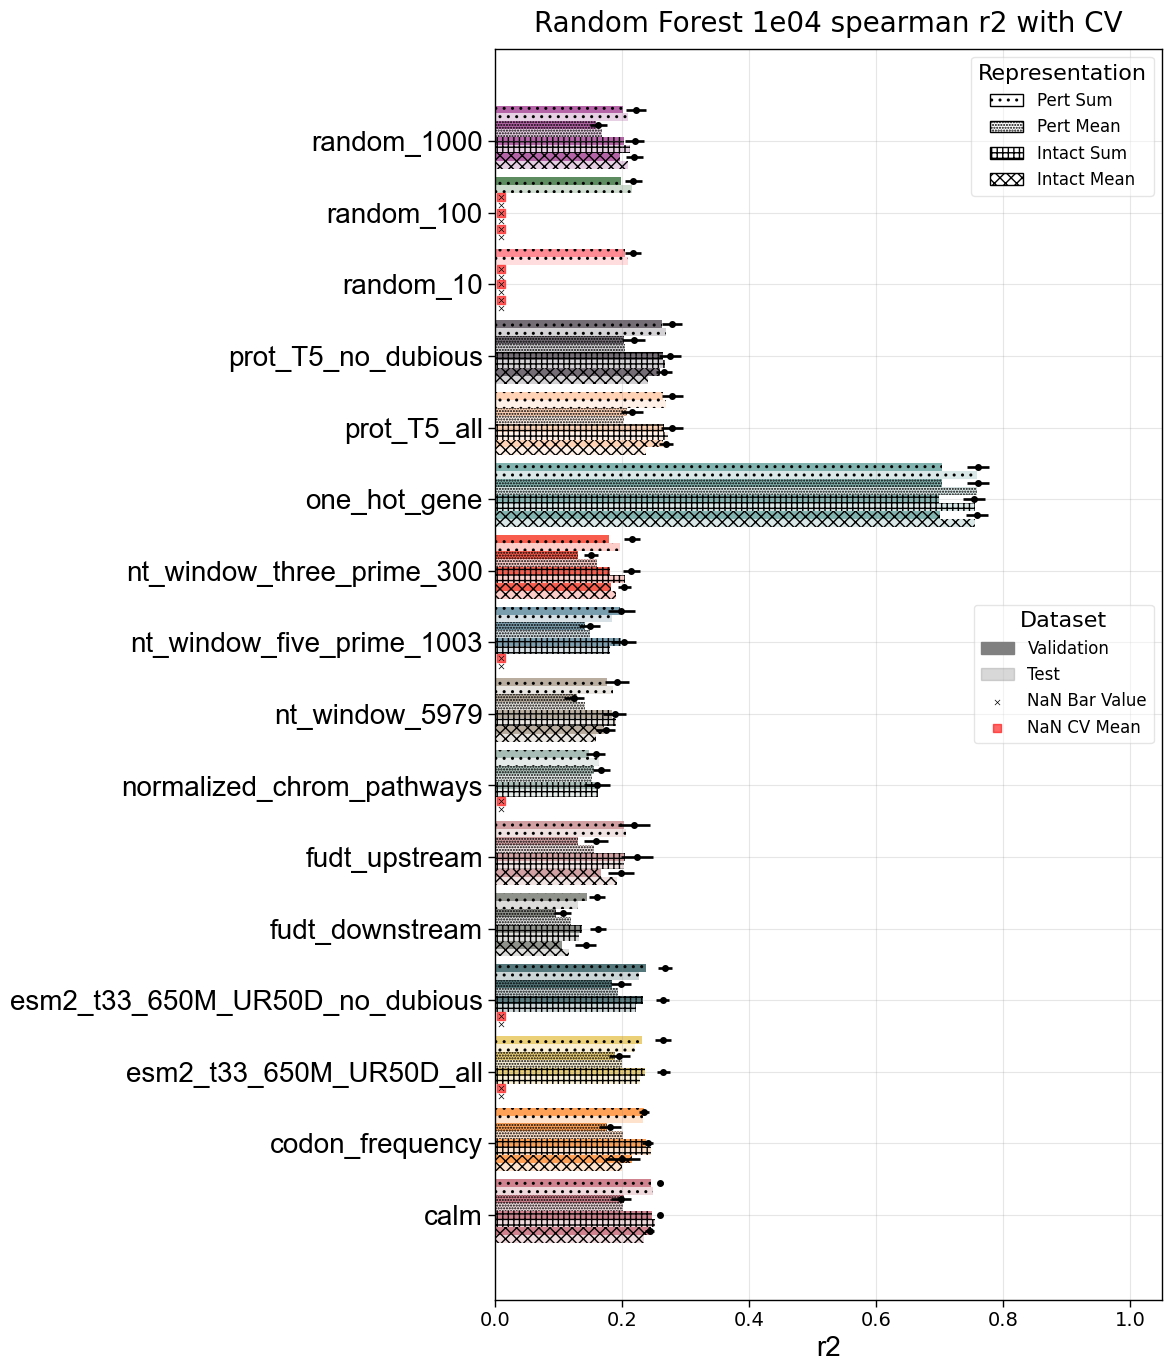 Random Forest 1e04 spearman r2 with CV
Representation
Pert Sum
Pert Mean
Intact Sum
Intact Mean
random_1000
random_100
random_10
prot_T5_no_dubious
prot_T5_all
one_hot_gene
nt_window_three_prime_300
nt_window_five_prime_1003
nt_window_5979
normalized_chrom_pathways
fudt_upstream
fudt_downstream
esm2_t33_650M_UR50D_no_dubious
esm2_t33_650M_UR50D_all
codon_frequency
calm
Dataset
Validation
Test
NaN Bar Value
NaN CV Mean
0.0 0.2 0.4 0.6 0.8 1.0
r2